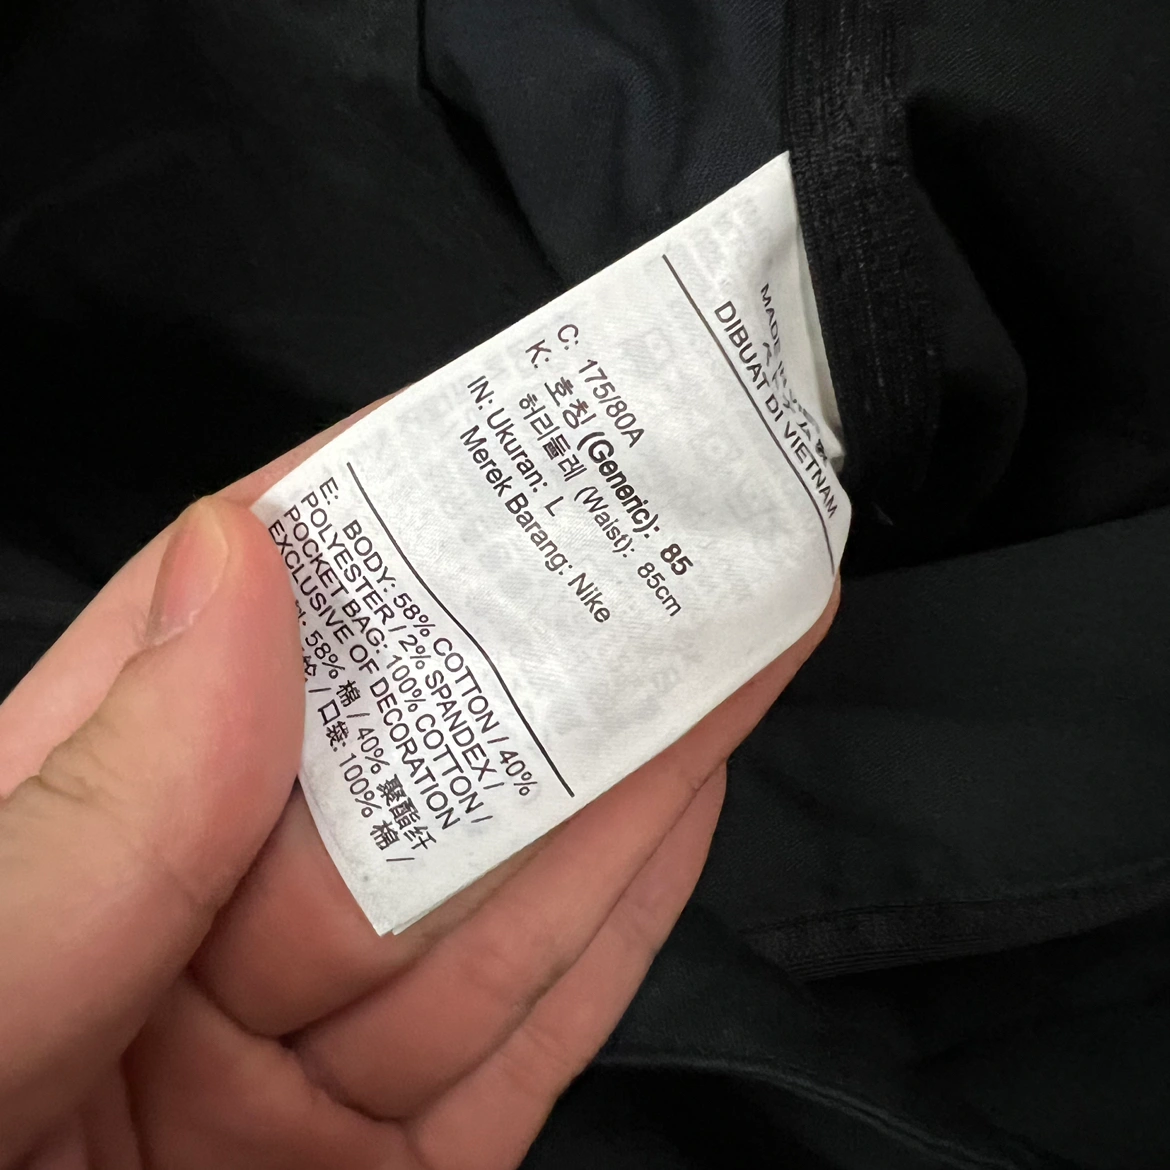 MADE IN
DIBUAT DI VIETNAM
C: 175/80A
K: 호칭 (Generic): 85
허리둘레 (Waist): 85cm
IN: Ukuran: L
Merek Barang: Nike
E: BODY: 58% COTTON / 40%
POLYESTER / 2% SPANDEX /
POCKET BAG: 100% COTTON /
EXCLUSIVE OF DECORATION
58% 棉 / 40% 聚酯纤
/ 口袋: 100% 棉 /